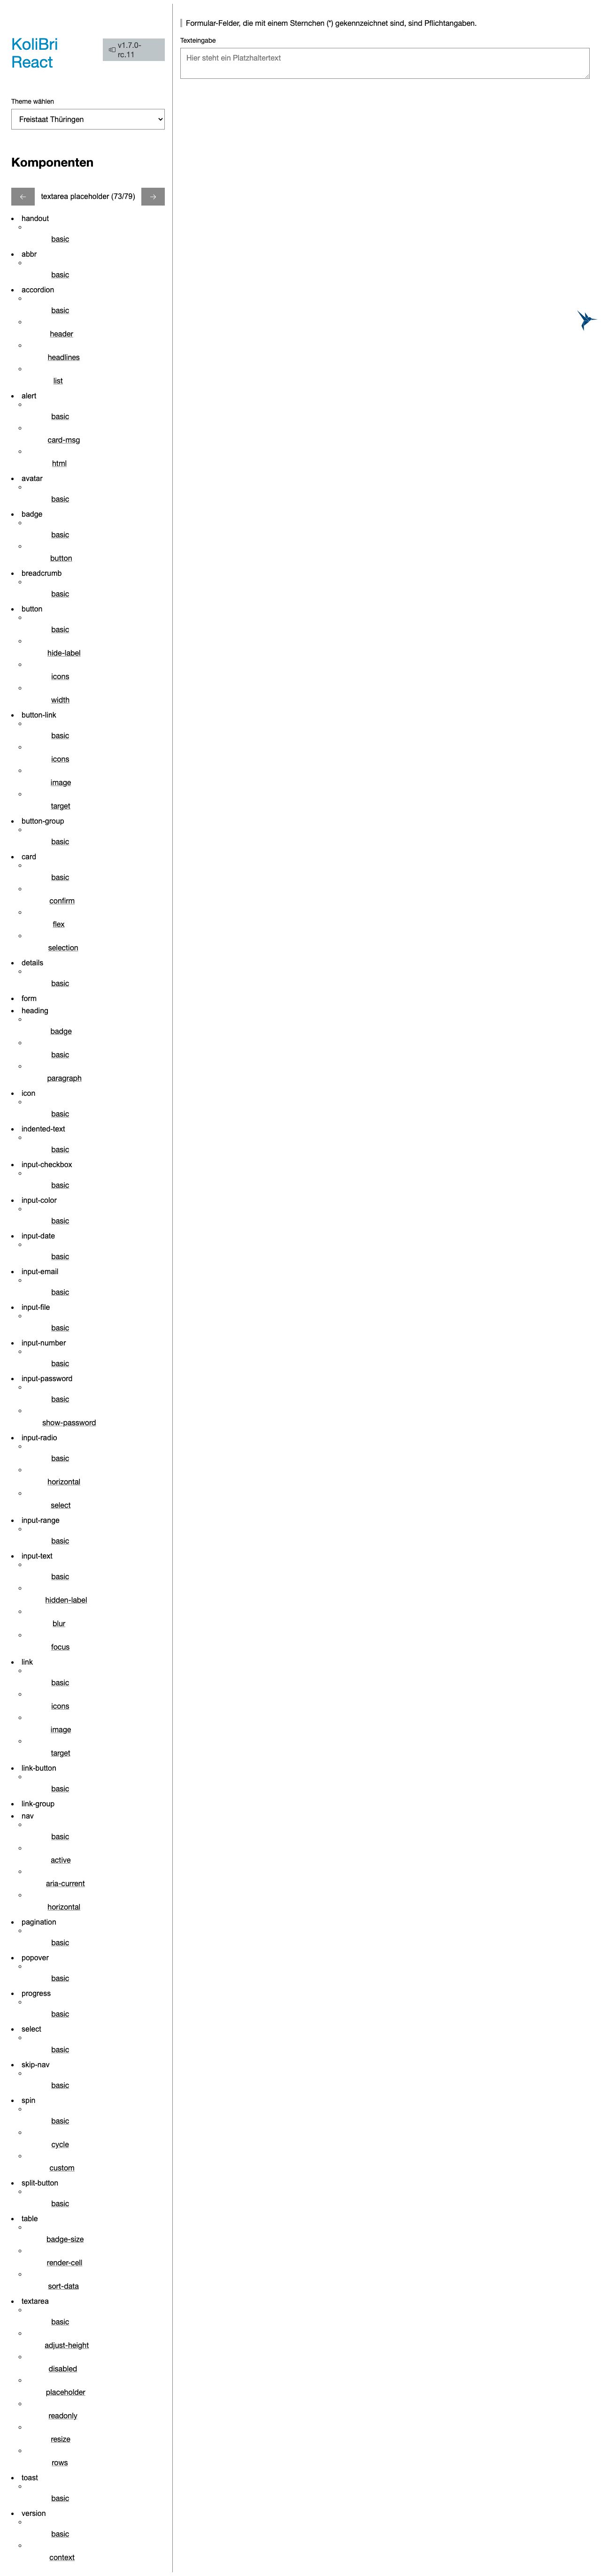 KoliBri
React
v1.7.0-
rc.11
Theme wählen
Freistaat Thüringen
Komponenten
textarea placeholder (73/79)
handout
basic
abbr
basic
accordion
basic
header
headlines
list
alert
basic
card-msg
html
avatar
basic
badge
basic
button
breadcrumb
basic
button
basic
hide-label
icons
width
button-link
basic
icons
image
target
button-group
basic
card
basic
confirm
flex
selection
details
basic
form
heading
badge
basic
paragraph
icon
basic
indented-text
basic
input-checkbox
basic
input-color
basic
input-date
basic
input-email
basic
input-file
basic
input-number
basic
input-password
basic
show-password
input-radio
basic
horizontal
select
input-range
basic
input-text
basic
hidden-label
blur
focus
link
basic
icons
image
target
link-button
basic
link-group
nav
basic
active
aria-current
horizontal
pagination
basic
popover
basic
progress
basic
select
basic
skip-nav
basic
spin
basic
cycle
custom
split-button
basic
table
badge-size
render-cell
sort-data
textarea
basic
adjust-height
disabled
placeholder
readonly
resize
rows
toast
basic
version
basic
context
Formular-Felder, die mit einem Sternchen (*) gekennzeichnet sind, sind Pflichtangaben.
Texteingabe
Hier steht ein Platzhaltertext